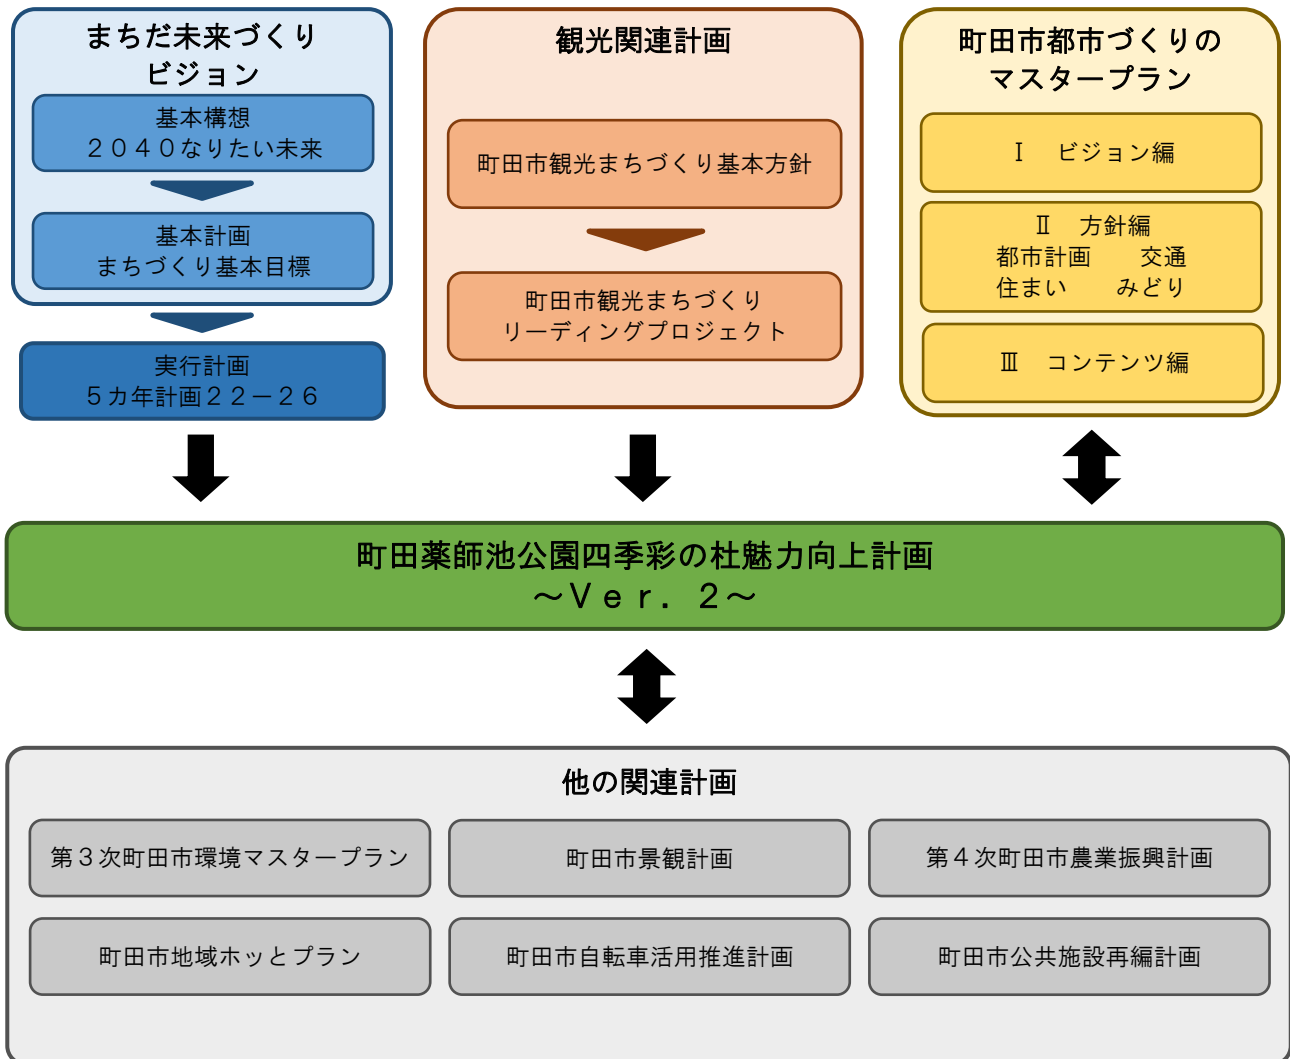 まちだ未来づくり
ビジョン
基本構想
２０４０なりたい未来
基本計画
まちづくり基本目標
実行計画
５カ年計画２２－２６
観光関連計画
町田市観光まちづくり基本方針
町田市観光まちづくり
リーディングプロジェクト
町田市都市づくりの
マスタープラン
Ⅰ　ビジョン編
Ⅱ　方針編
都市計画　　交通
住まい　　みどり
Ⅲ　コンテンツ編
町田薬師池公園四季彩の杜魅力向上計画
～Ｖｅｒ．２～
他の関連計画
第３次町田市環境マスタープラン
町田市景観計画
第４次町田市農業振興計画
町田市地域ホッとプラン
町田市自転車活用推進計画
町田市公共施設再編計画